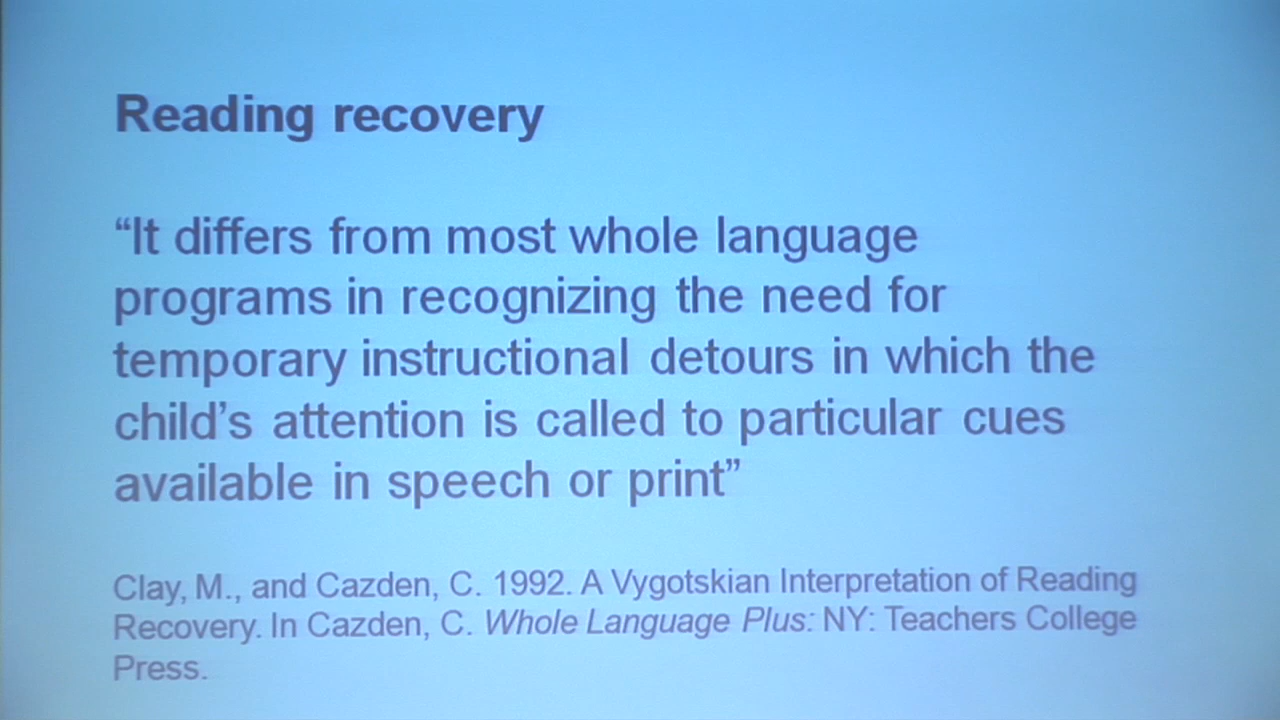 Reading recovery
“It differs from most whole language
programs in recognizing the need for
temporary instructional detours in which the
child’s attention is called to particular cues
available in speech or print”
Clay, M., and Cazden, C. 1992. A Vygotskian Interpretation of Reading
Recovery. In Cazden, C. Whole Language Plus: NY: Teachers College
Press.